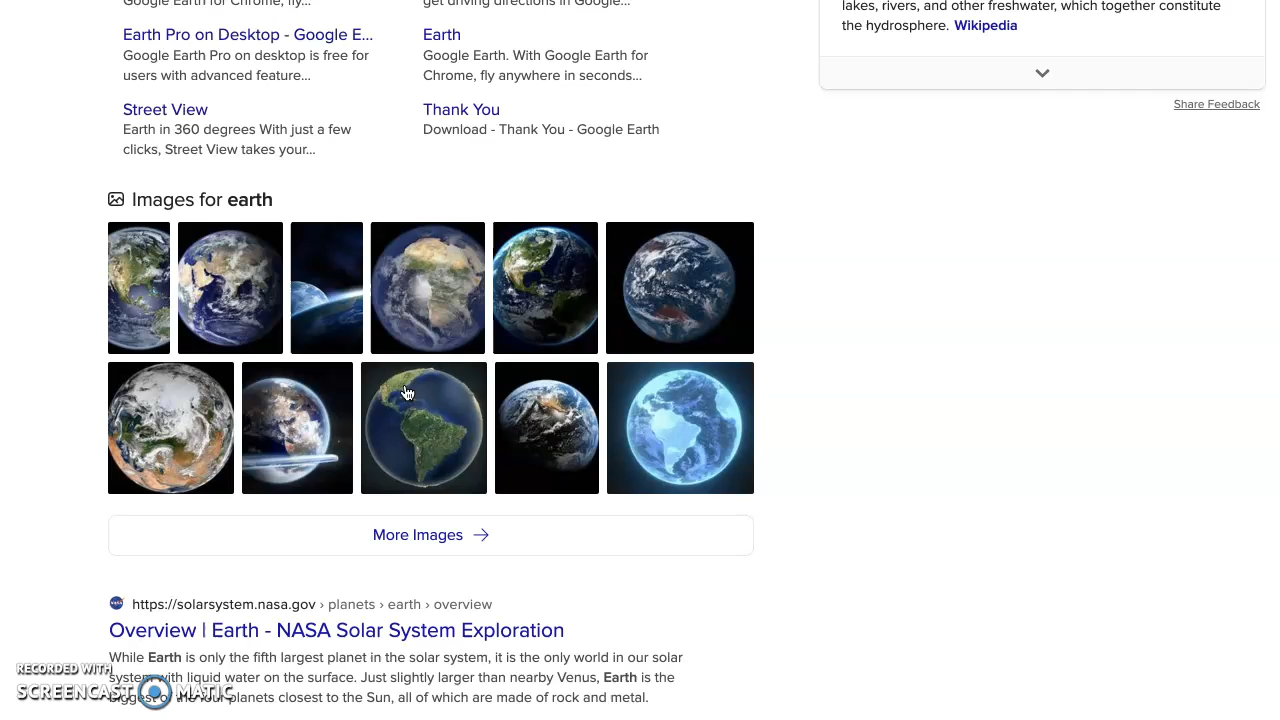 Google Earth for Chrome, fly...
get driving directions in Google...
Earth Pro on Desktop - Google E...
Google Earth Pro on desktop is free for
users with advanced feature...
Earth
Google Earth. With Google Earth for
Chrome, fly anywhere in seconds...
Street View
Earth in 360 degrees With just a few
clicks, Street View takes your...
Thank You
Download - Thank You - Google Earth
lakes, rivers, and other freshwater, which together constitute
the hydrosphere. Wikipedia
Share Feedback
Images for earth
More Images
https://solarsystem.nasa.gov › planets › earth › overview
Overview | Earth - NASA Solar System Exploration
While Earth is only the fifth largest planet in the solar system, it is the only world in our solar
system with liquid water on the surface. Just slightly larger than nearby Venus, Earth is the
biggest of the four planets closest to the Sun, all of which are made of rock and metal.
RECORDED WITH
SCREENCAST MATIC